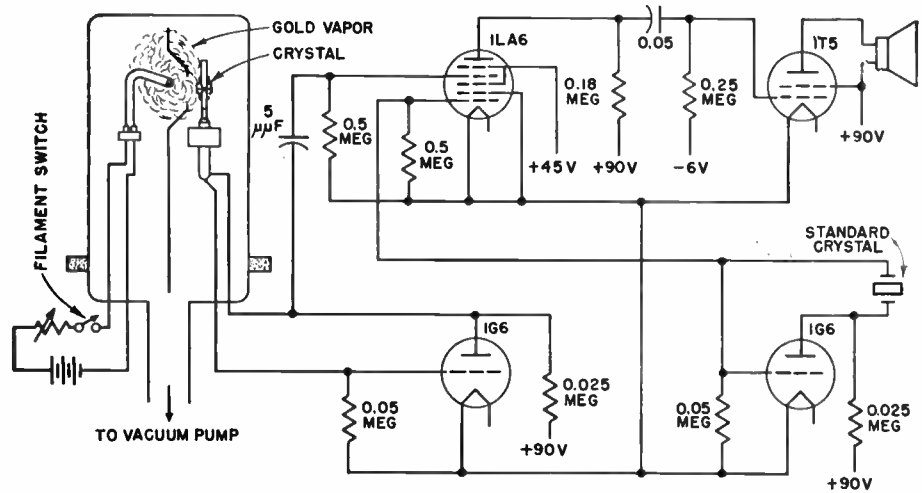 GOLD VAPOR
CRYSTAL
FILAMENT SWITCH
TO VACUUM PUMP
5
μμF
0.5
MEG
0.5
MEG
1LA6
+45V
0.18
MEG
+90V
0.05
0.25
MEG
-6V
1T5
+90V
STANDARD
CRYSTAL
1G6
0.05
MEG
0.025
MEG
+90V
1G6
0.05
MEG
0.025
MEG
+90V